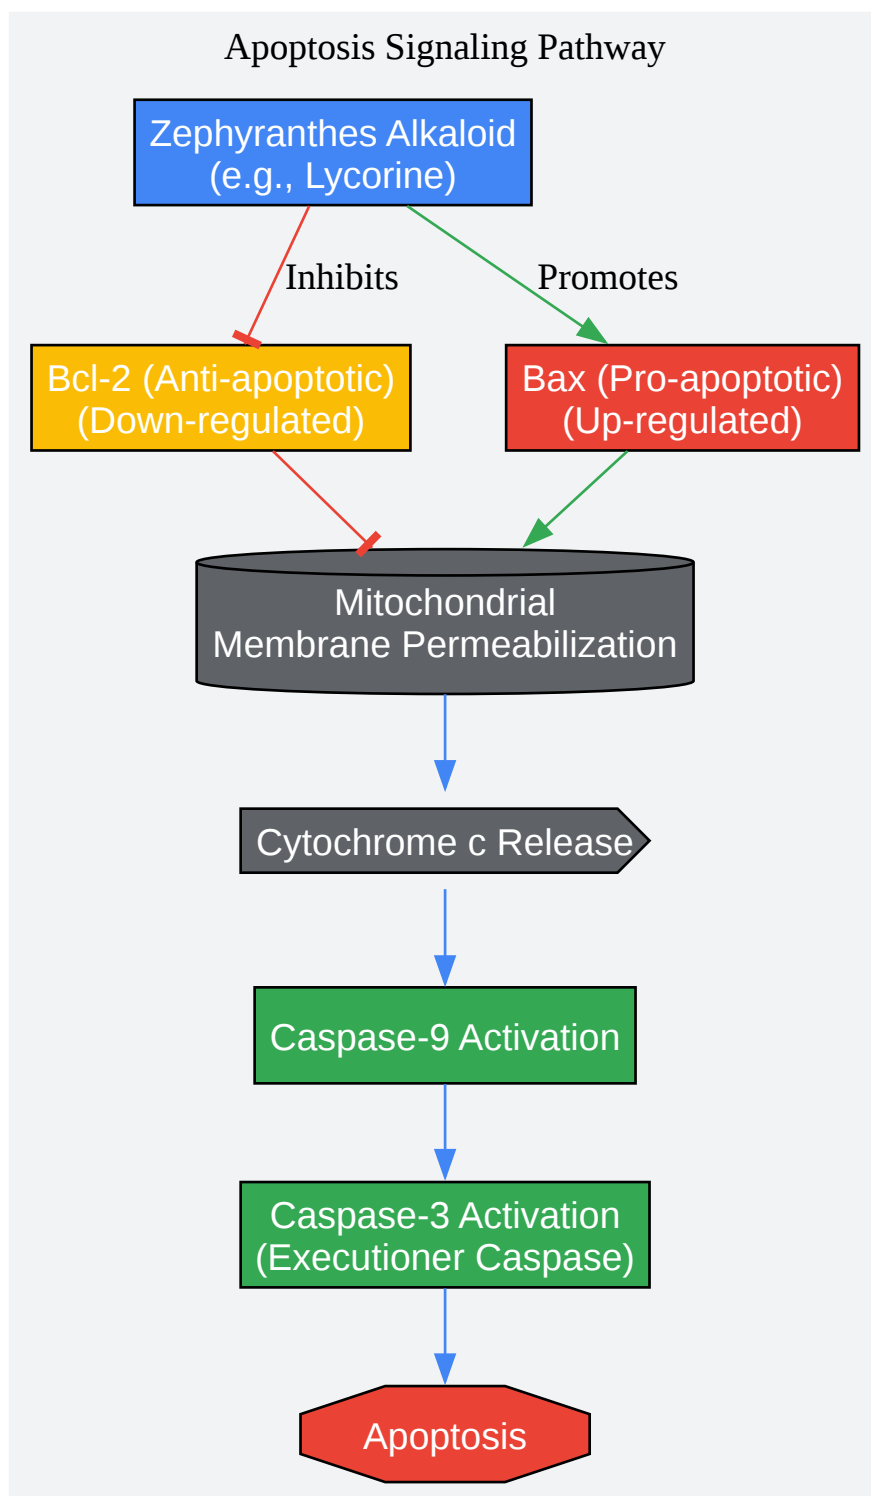 Apoptosis Signaling Pathway
Zephyranthes Alkaloid
(e.g., Lycorine)
Inhibits
Promotes
Bcl-2 (Anti-apoptotic)
(Down-regulated)
Bax (Pro-apoptotic)
(Up-regulated)
Mitochondrial
Membrane Permeabilization
Cytochrome c Release
Caspase-9 Activation
Caspase-3 Activation
(Executioner Caspase)
Apoptosis